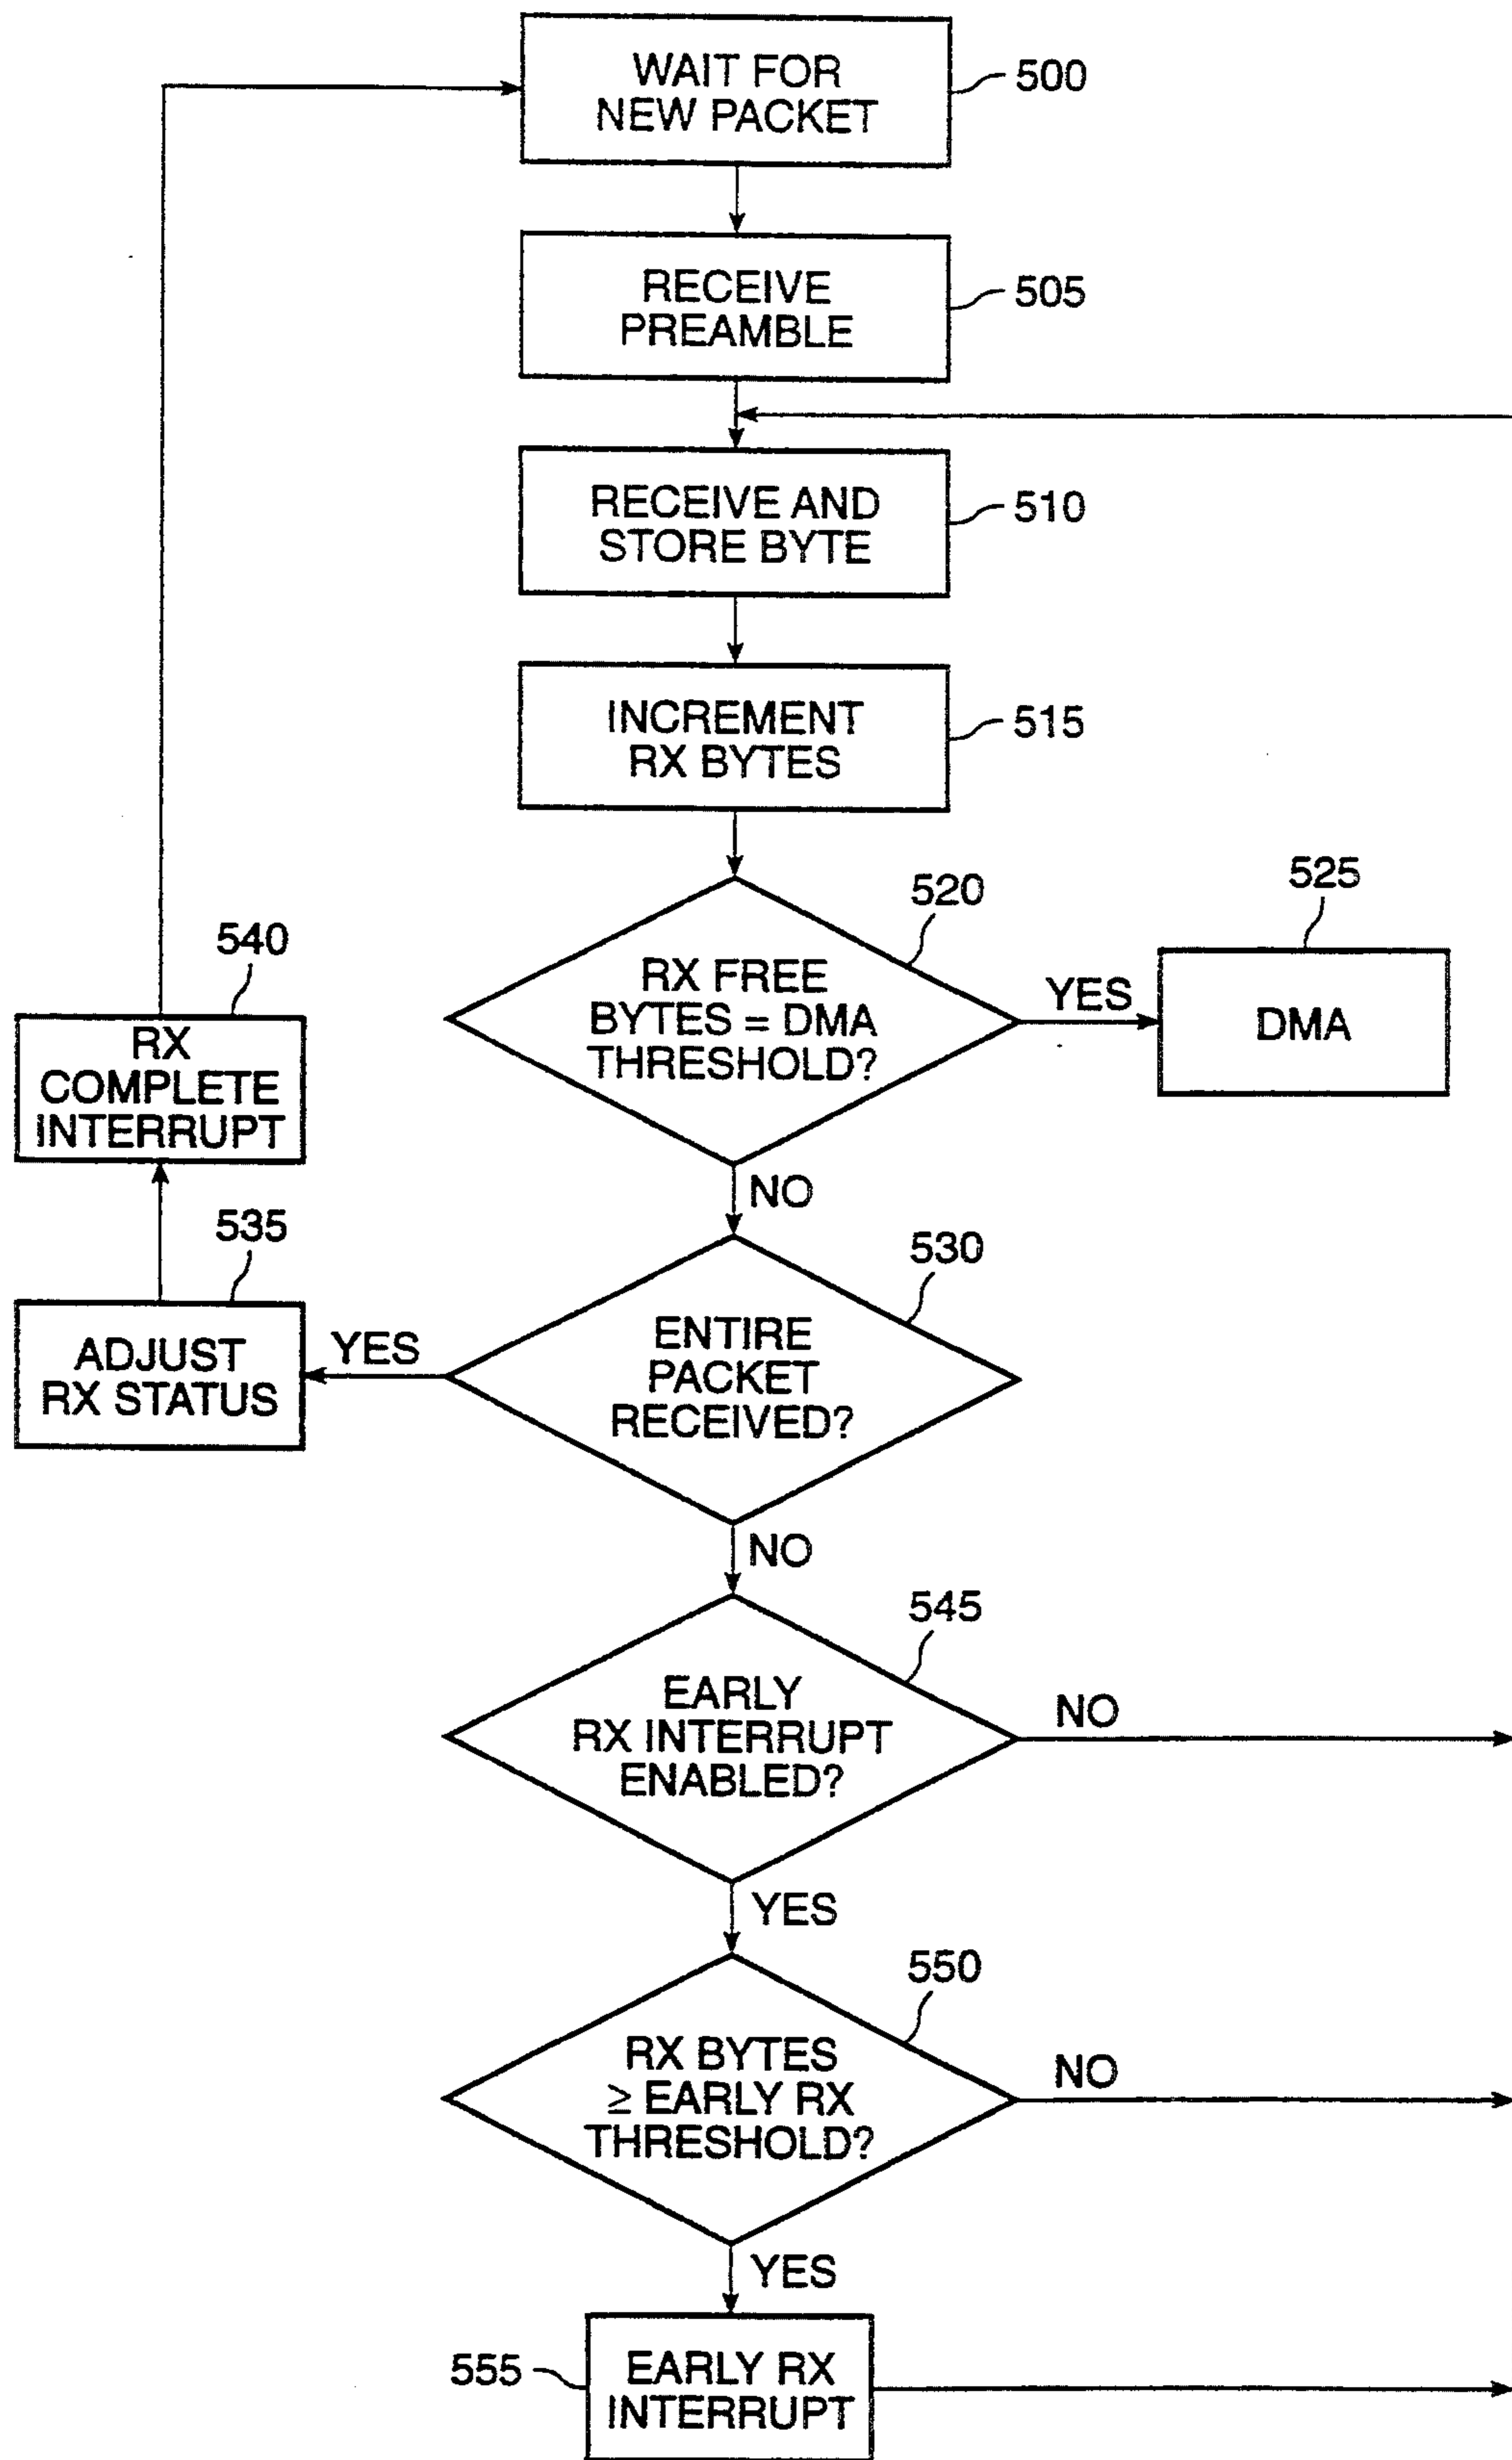 WAIT FOR
NEW PACKET
500
RECEIVE
PREAMBLE
505
RECEIVE AND
STORE BYTE
510
INCREMENT
RX BYTES
515
520
RX FREE
BYTES = DMA
THRESHOLD?
YES
525
DMA
NO
540
RX
COMPLETE
INTERRUPT
530
ENTIRE
PACKET
RECEIVED?
YES
535
ADJUST
RX STATUS
NO
545
EARLY
RX INTERRUPT
ENABLED?
NO
YES
550
RX BYTES
≥ EARLY RX
THRESHOLD?
NO
YES
555
EARLY RX
INTERRUPT